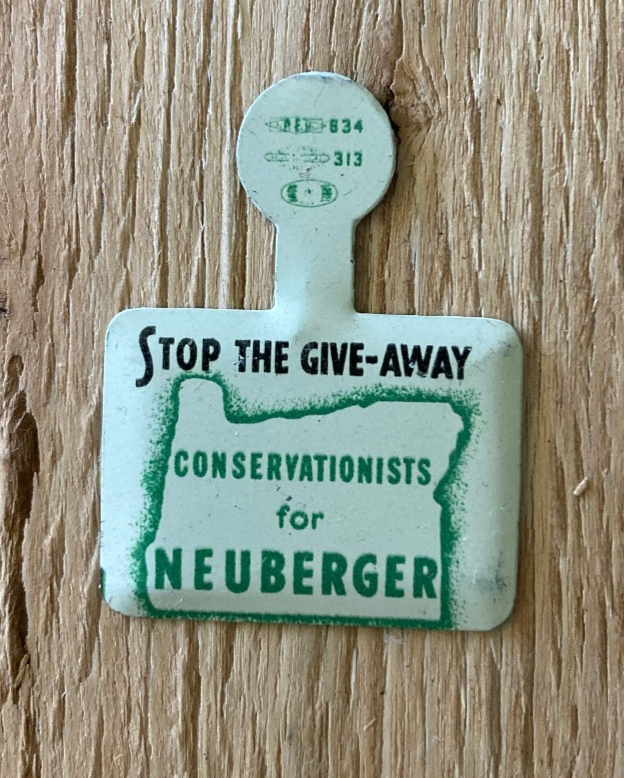 634
313
STOP THE GIVE-AWAY
CONSERVATIONISTS
for
NEUBERGER